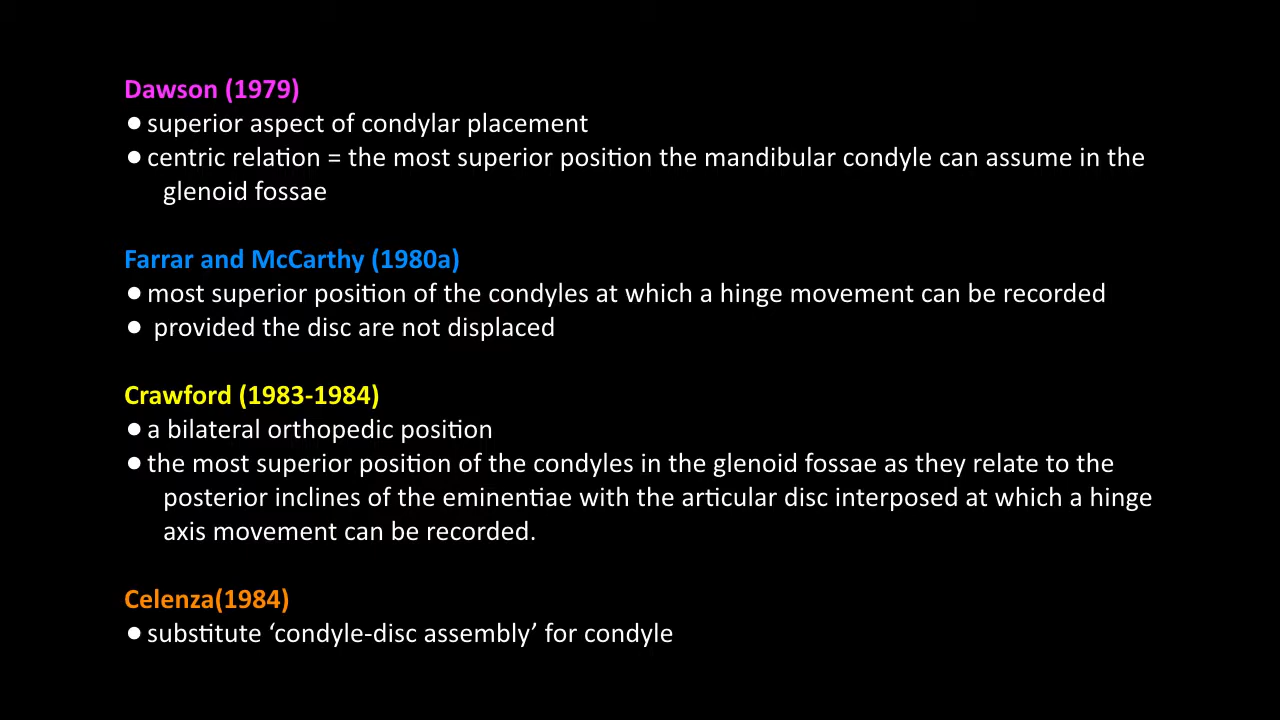 Dawson (1979)
● superior aspect of condylar placement
● centric relation = the most superior position the mandibular condyle can assume in the
glenoid fossae
Farrar and McCarthy (1980a)
● most superior position of the condyles at which a hinge movement can be recorded
● provided the disc are not displaced
Crawford (1983-1984)
● a bilateral orthopedic position
● the most superior position of the condyles in the glenoid fossae as they relate to the
posterior inclines of the eminentiae with the articular disc interposed at which a hinge
axis movement can be recorded.
Celenza(1984)
● substitute ‘condyle-disc assembly’ for condyle